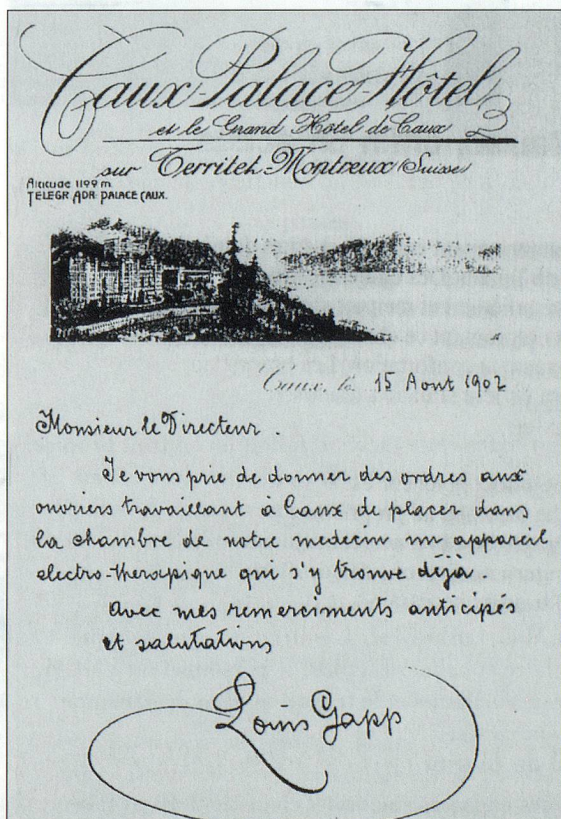 Caux-Palace-Hôtel
et le Grand Hôtel de Caux
sur Territet-Montreux (Suisse)
Altitude 1199 m.
TELEGR. ADR. PALACE CAUX.
Caux, le 15 Aout 1902
Monsieur le Directeur.
Je vous prie de donner des ordres aux
ouvriers travaillant à Caux de placer dans
la chambre de notre medecin un appareil
electro-therapique qui s'y trouve déjà.
Avec mes remerciments anticipés
et salutations
Louis Gapp